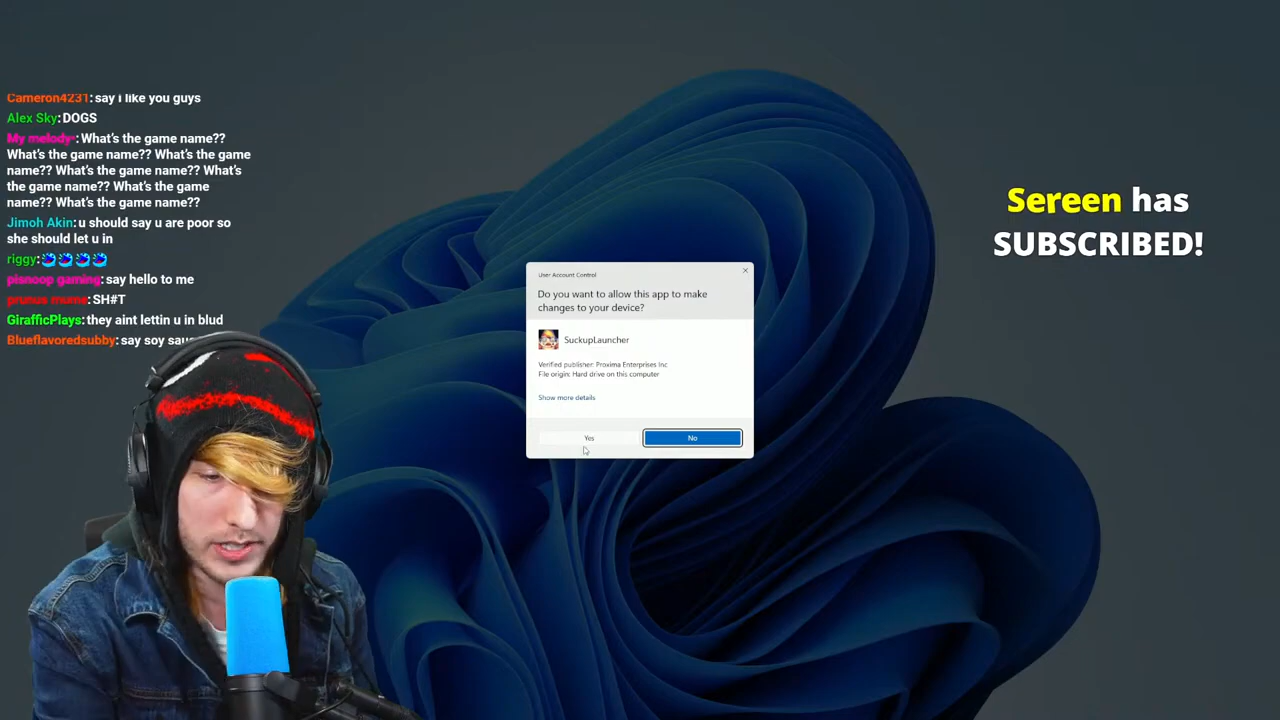 Cameron4231: say i like you guys
Alex Sky: DOGS
My melody*: What's the game name??
What's the game name?? What's the game
name?? What's the game name?? What's
the game name?? What's the game
name?? What's the game name??
Jimoh Akin: u should say u are poor so
she should let u in
riggy:
pisnoop gaming: say hello to me
prunus mume: SH#T
GirafficPlays: they aint lettin u in blud
Blueflavoredsubby: say soy
Sereen has
SUBSCRIBED!
User Account Control
Do you want to allow this app to make
changes to your device?
SuckupLauncher
Verified publisher: Proxima Enterprises Inc
File origin: Hard drive on this computer
Show more details
Yes
No